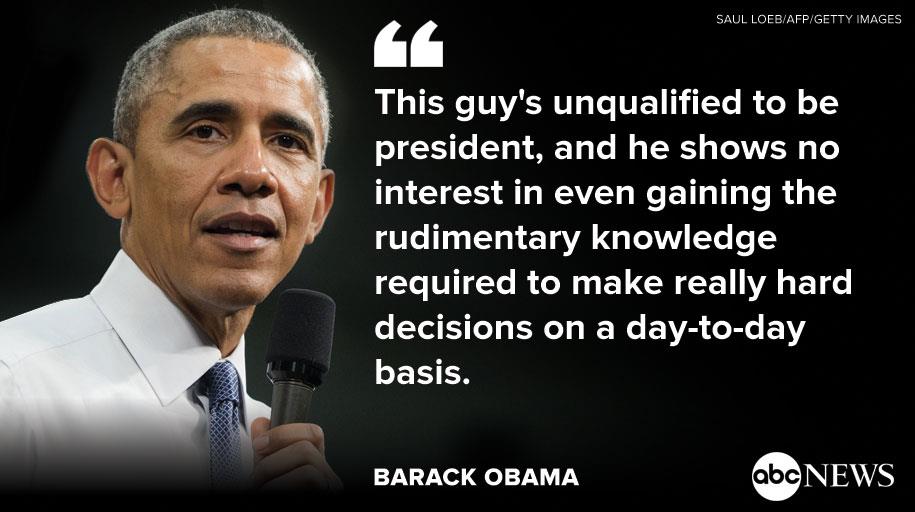 SAUL LOEB/AFP/GETTY IMAGES
“
This guy's unqualified to be
president, and he shows no
interest in even gaining the
rudimentary knowledge
required to make really hard
decisions on a day-to-day
basis.
BARACK OBAMA
abc NEWS